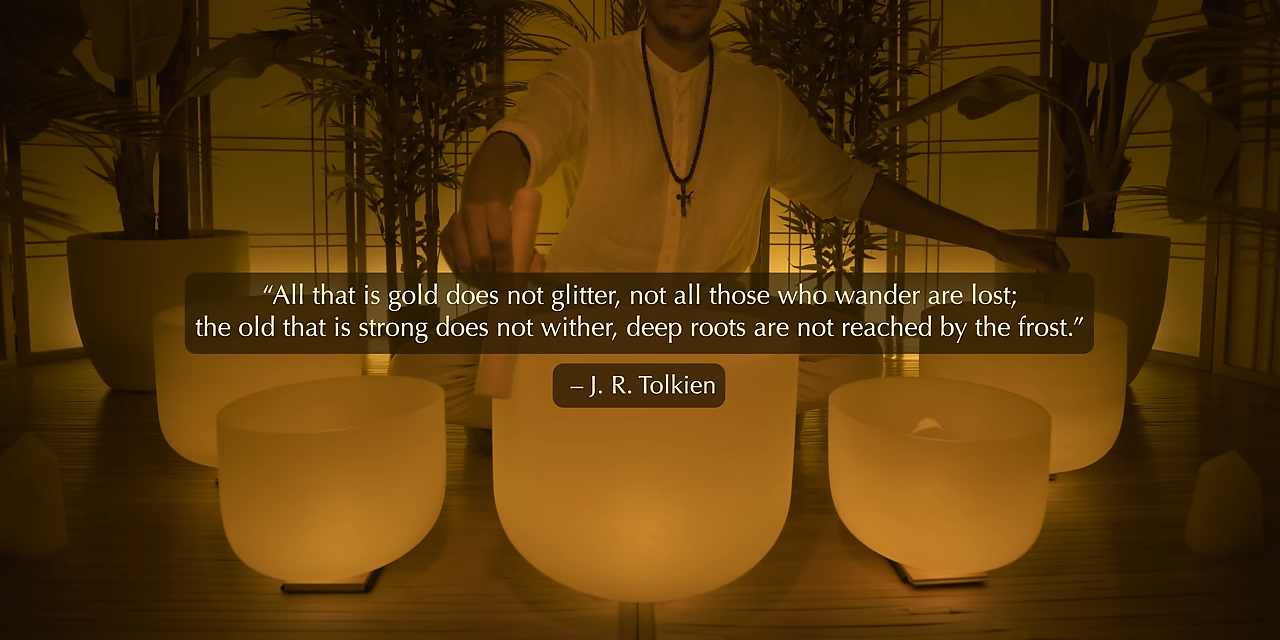 “All that is gold does not glitter, not all those who wander are lost;
the old that is strong does not wither, deep roots are not reached by the frost.”
– J. R. Tolkien